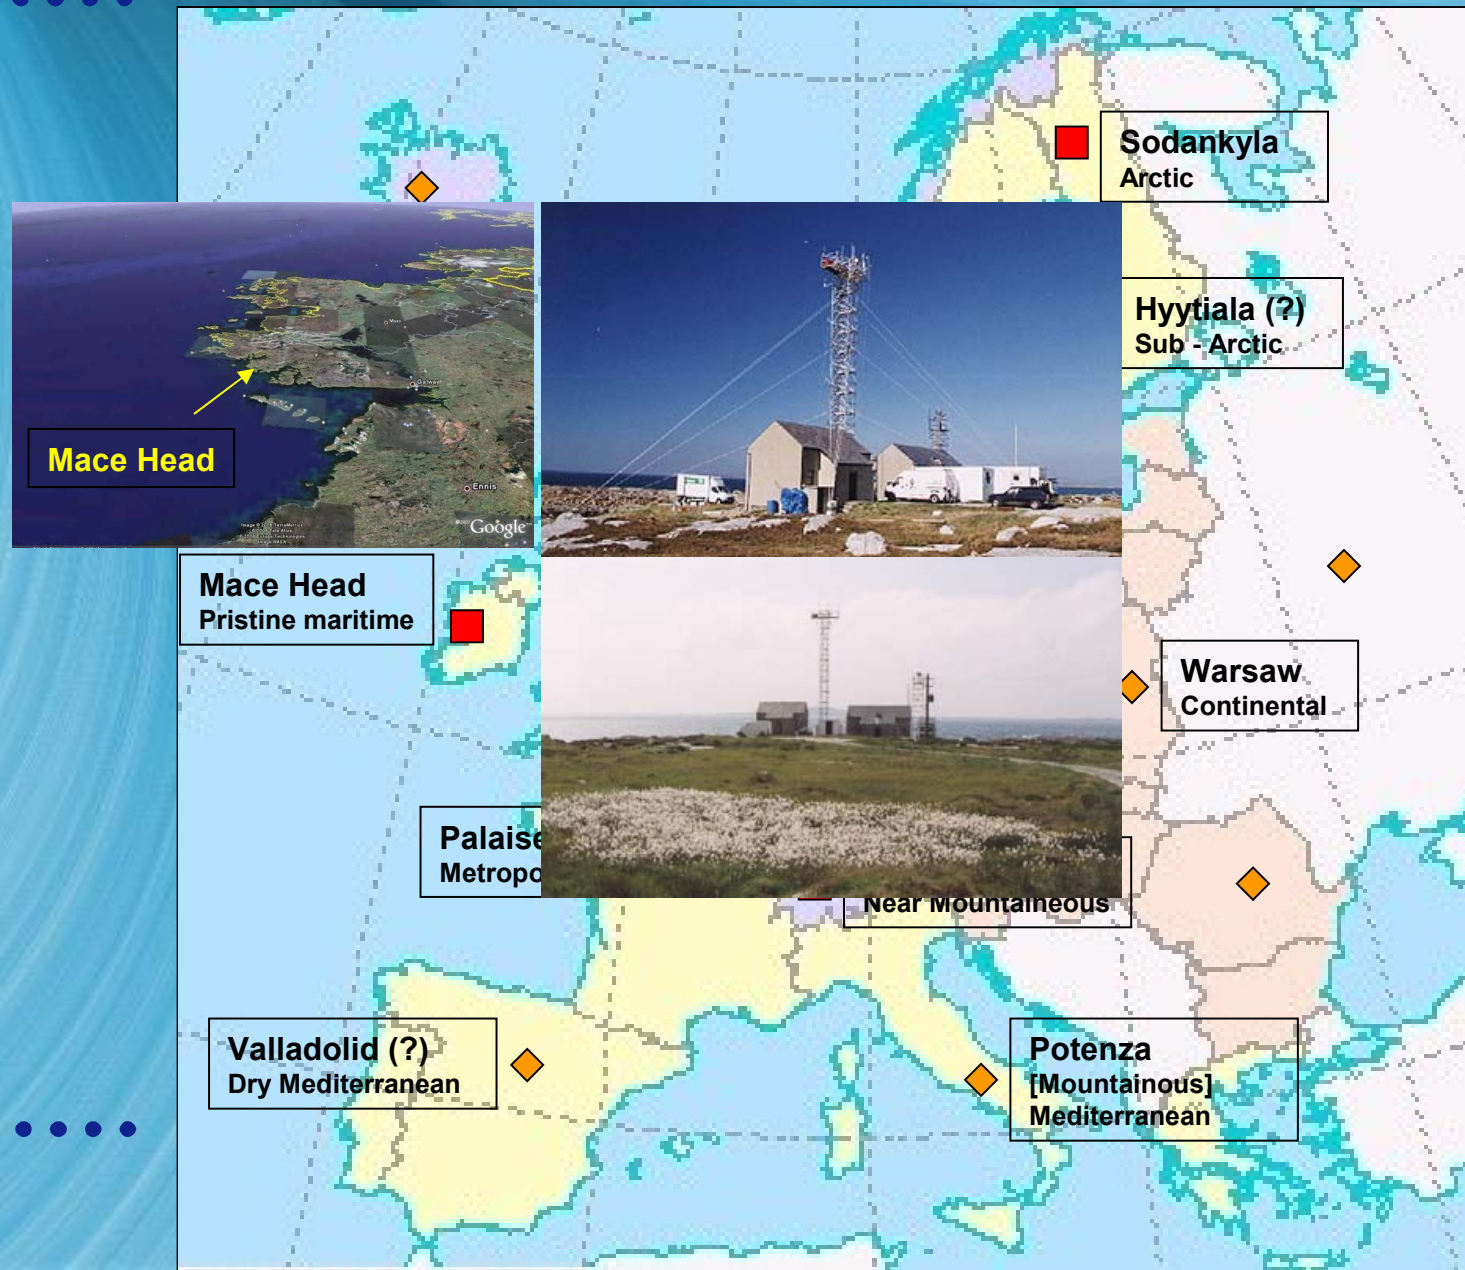 Sodankyla
Arctic
Hyytiala (?)
Sub - Arctic
Galway
Mace Head
Ennis
Google
Mace Head
Pristine maritime
Warsaw
Continental
Palaise
Metropo
Near Mountaineous
Valladolid (?)
Dry Mediterranean
Potenza
[Mountainous]
Mediterranean